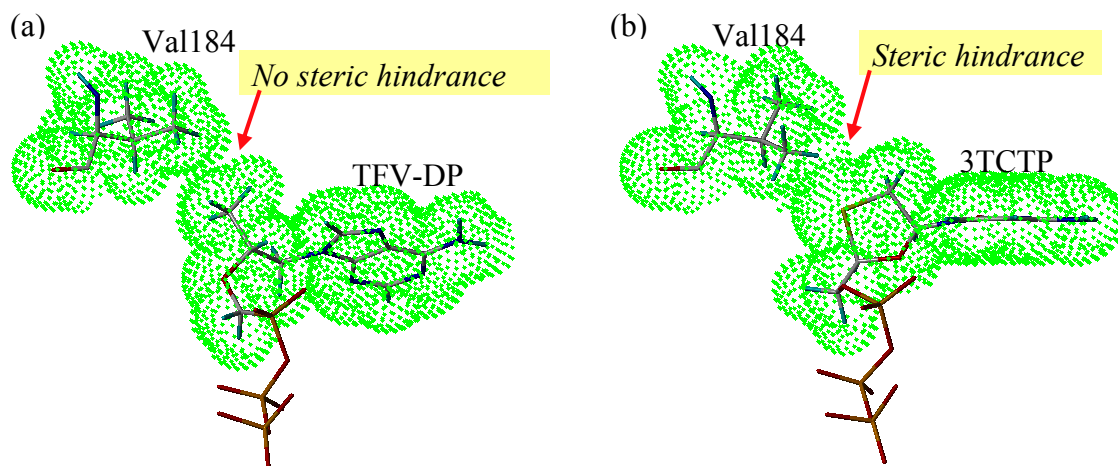 (a)
Val184
No steric hindrance
TFV-DP
(b)
Val184
Steric hindrance
3TCTP